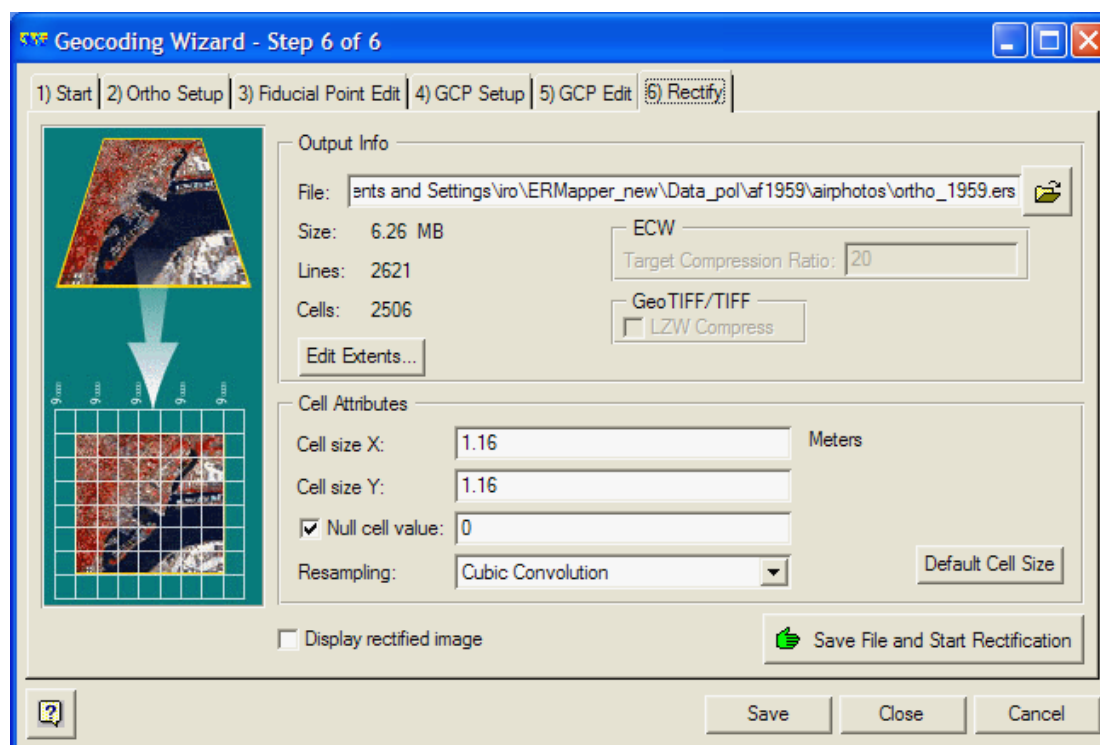 Geocoding Wizard - Step 6 of 6
1) Start 2) Ortho Setup 3) Fiducial Point Edit 4) GCP Setup 5) GCP Edit 6) Rectify
Output Info
File: ents and Settings\iro\ERMapper_new\Data_pol\af1959\airphotos\ortho_1959.ers
Size: 6.26 MB
ECW
Target Compression Ratio: 20
Lines: 2621
GeoTIFF/TIFF
Cells: 2506
LZW Compress
Edit Extents...
Cell Attributes
Cell size X: 1.16 Meters
Cell size Y: 1.16
Null cell value: 0
Resampling: Cubic Convolution
Default Cell Size
Display rectified image
Save File and Start Rectification
Save Close Cancel